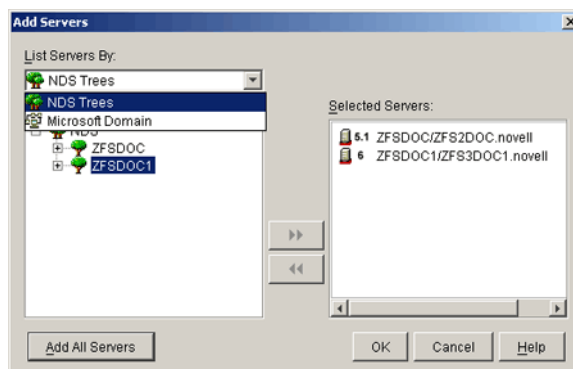 Add Servers
List Servers By:
NDS Trees
NDS Trees
Microsoft Domain
NDS
ZFSDOC
ZFSDOC1
Selected Servers:
5.1 ZFSDOC/ZFS2DOC.novell
6 ZFSDOC1/ZFS3DOC1.novell
Add All Servers
OK
Cancel
Help